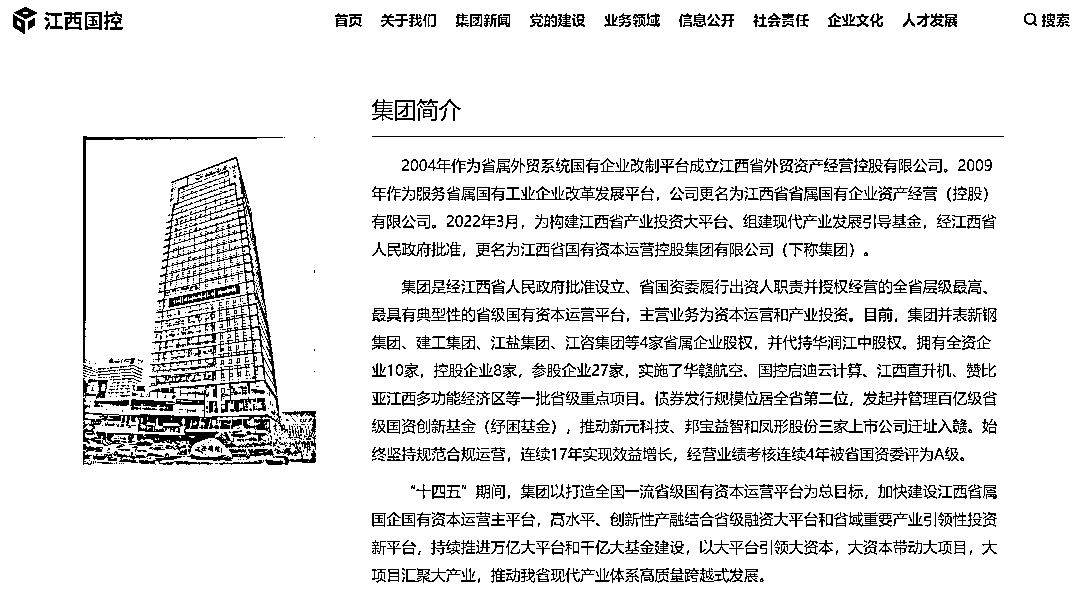 江西国控
首页 关于我们 集团新闻 党的建设 业务领域 信息公开 社会责任 企业文化 人才发展 搜索
集团简介
2004年作为省属外贸系统国有企业改制平台成立江西省外贸资产经营控股有限公司。2009
年作为服务省属国有工业企业改革发展平台，公司更名为江西省省属国有企业资产经营（控股）
有限公司。2022年3月，为构建江西省产业投资大平台、组建现代产业发展引导基金，经江西省
人民政府批准，更名为江西省国有资本运营控股集团有限公司（下称集团）。
集团是经江西省人民政府批准设立、省国资委履行出资人职责并授权经营的全省层级最高、
最具有典型性的省级国有资本运营平台，主营业务为资本运营和产业投资。目前，集团并表新钢
集团、建工集团、江盐集团、江咨集团等4家省属企业股权，并代持华润江中股权。拥有全资企
业10家，控股企业8家，参股企业27家，实施了华赣航空、国控启迪云计算、江西直升机、赞比
亚江西多功能经济区等一批省级重点项目。债券发行规模位居全省第二位，发起并管理百亿级省
级国资创新基金（纾困基金），推动新元科技、邦宝益智和凤形股份三家上市公司迁址入赣。始
终坚持规范合规运营，连续17年实现效益增长，经营业绩考核连续4年被省国资委评为A级。
“十四五”期间，集团以打造全国一流省级国有资本运营平台为总目标，加快建设江西省属
国企国有资本运营主平台，高水平、创新性产融结合省级融资大平台和省域重要产业引领性投资
新平台，持续推进万亿大平台和千亿大基金建设，以大平台引领大资本，大资本带动大项目，大
项目汇聚大产业，推动我省现代产业体系高质量跨越式发展。